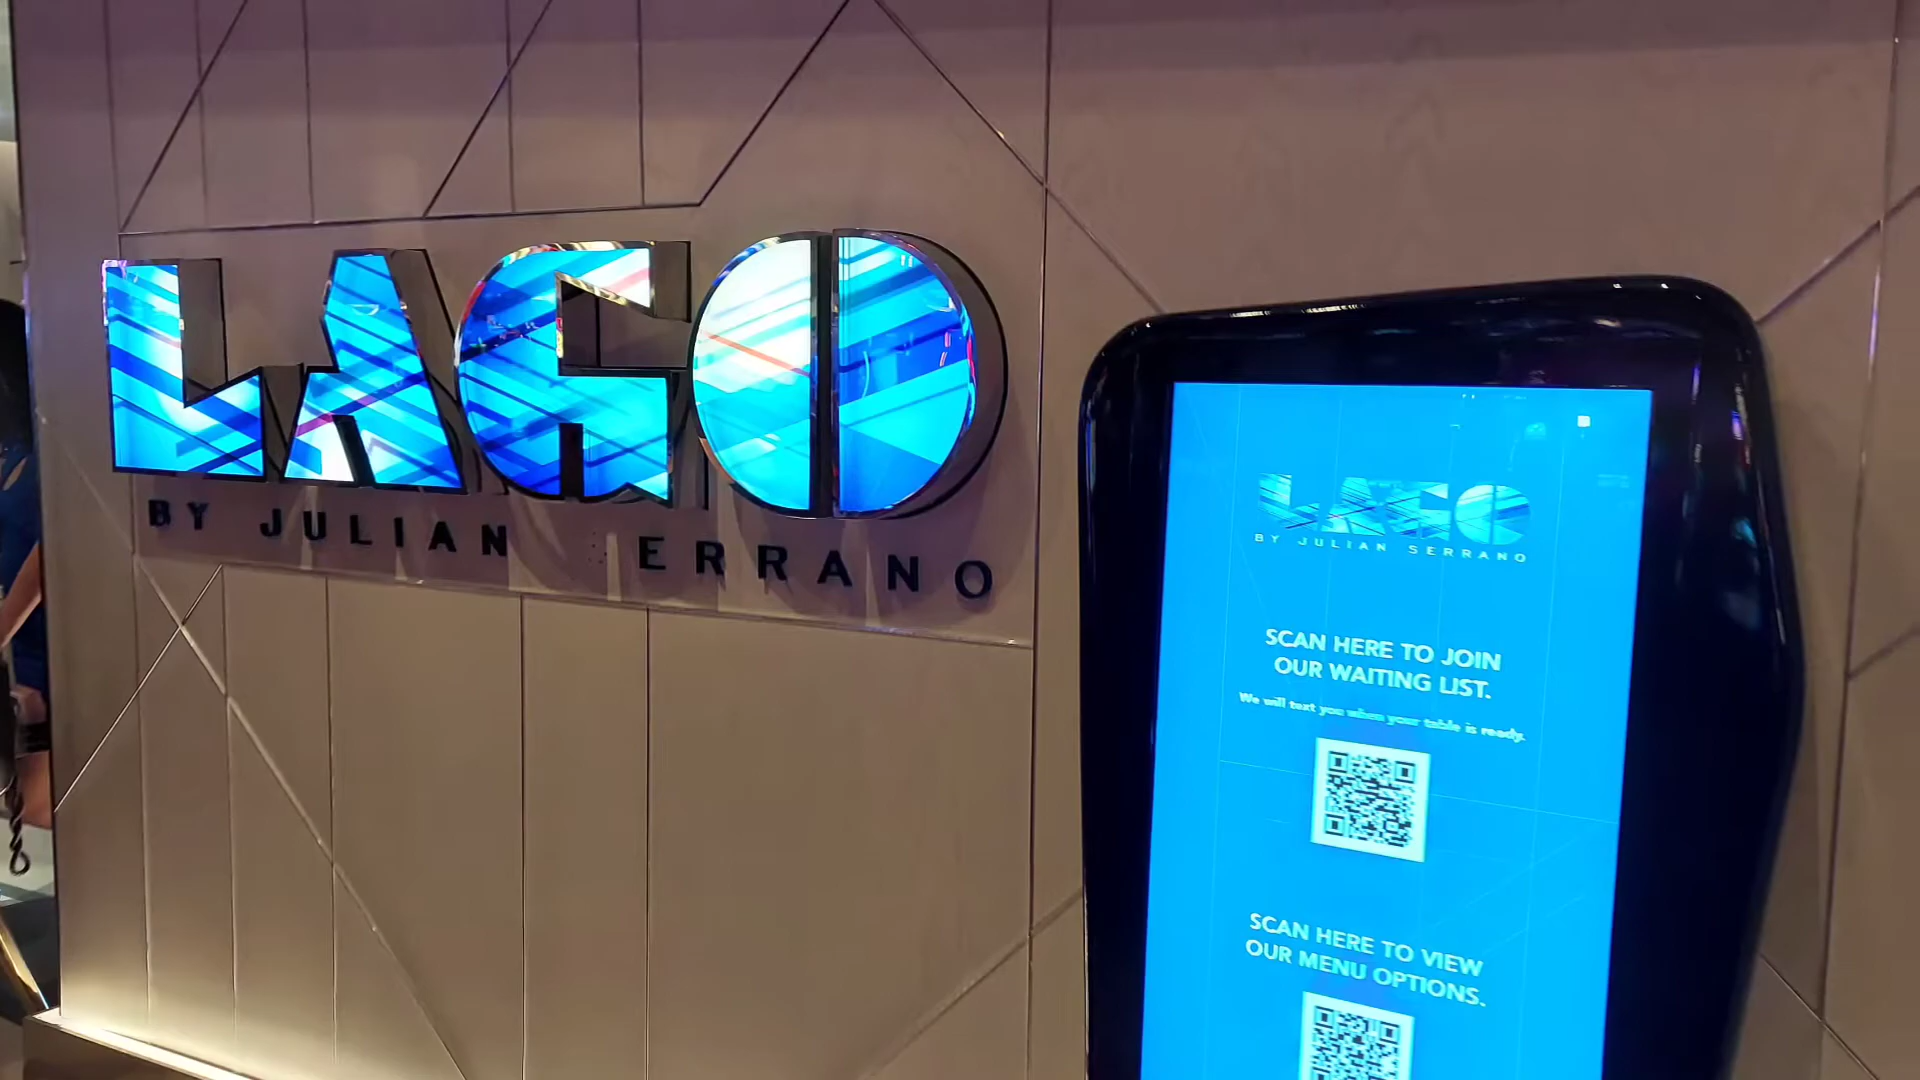 LAGO
BY JULIAN ERRANO
LAGO
BY JULIAN SERRANO
SCAN HERE TO JOIN
OUR WAITING LIST.
We will text you when your table is ready.
SCAN HERE TO VIEW
OUR MENU OPTIONS.